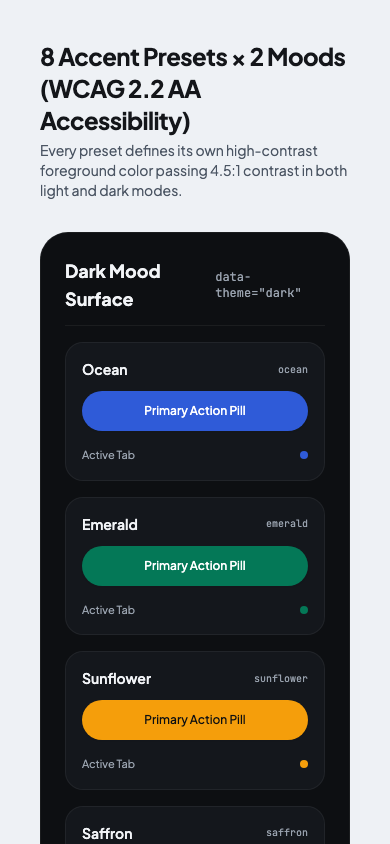 8 Accent Presets × 2 Moods
(WCAG 2.2 AA
Accessibility)
Every preset defines its own high-contrast
foreground color passing 4.5:1 contrast in both
light and dark modes.
Dark Mood
Surface
data-
theme="dark"
Ocean
ocean
Primary Action Pill
Active Tab
Emerald
emerald
Primary Action Pill
Active Tab
Sunflower
sunflower
Primary Action Pill
Active Tab
Saffron
saffron